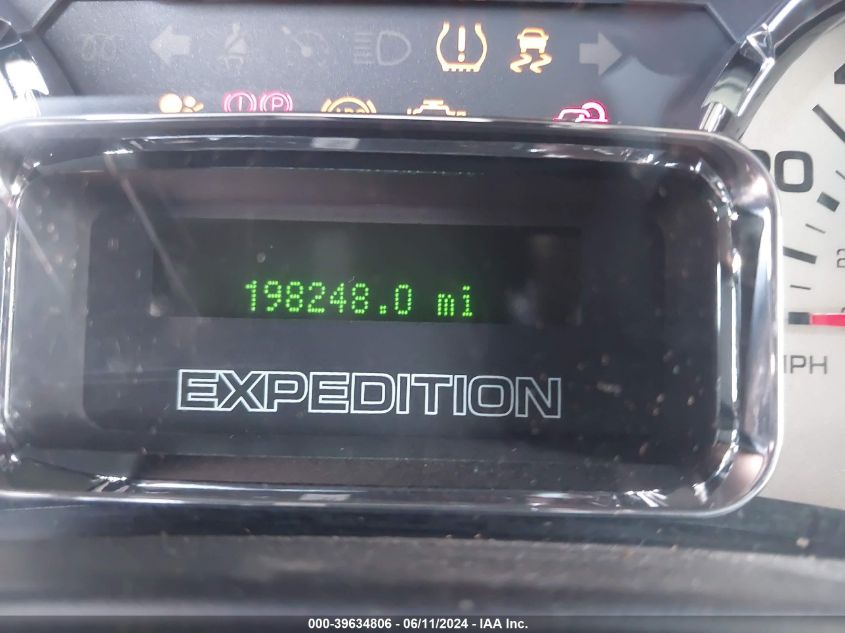 198248.0 mi
EXPEDITION
MPH
000-39634806 - 06/11/2024 - IAA Inc.